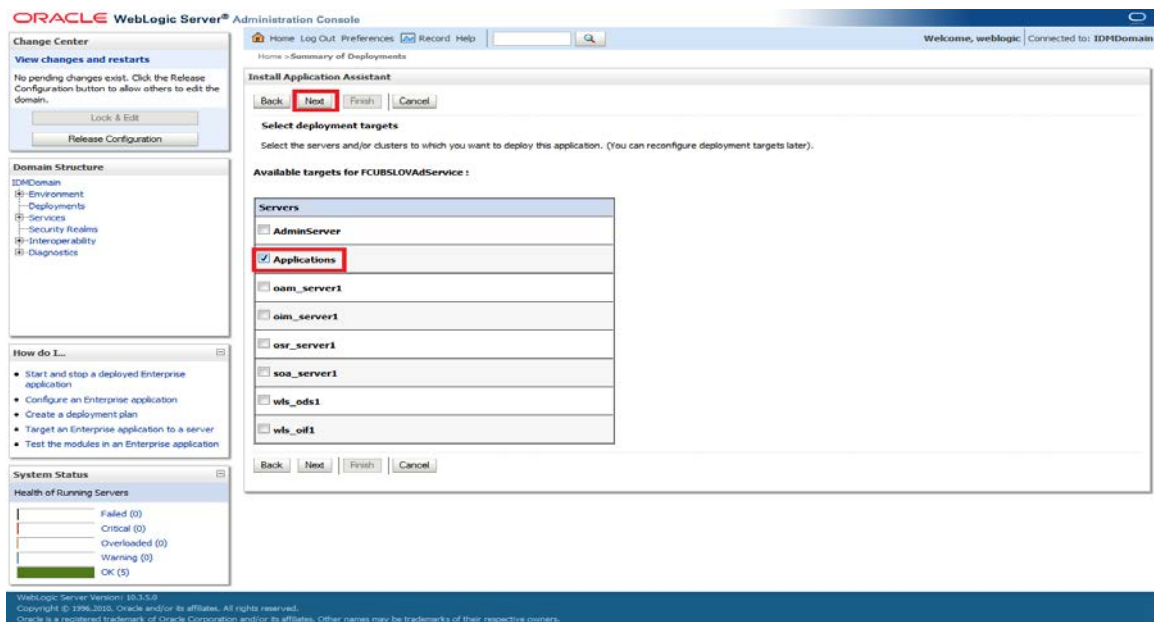 ORACLE WebLogic Server® Administration Console
Change Center
View changes and restarts
No pending changes exist. Click the Release
Configuration button to allow others to edit the
domain.
Lock & Edit
Release Configuration
Domain Structure
IDMDomain
Environment
Deployments
Services
Security Realms
Interoperability
Diagnostics
How do I...
Start and stop a deployed Enterprise
application
Configure an Enterprise application
Create a deployment plan
Target an Enterprise application to a server
Test the modules in an Enterprise application
System Status
Health of Running Servers
Failed (0)
Critical (0)
Overloaded (0)
Warning (0)
OK (5)
Home Log Out Preferences Record Help
Welcome, weblogic Connected to: IDMDomain
Home >Summary of Deployments
Install Application Assistant
Back Next Finish Cancel
Select deployment targets
Select the servers and/or clusters to which you want to deploy this application. (You can reconfigure deployment targets later).
Available targets for FCUBSLOVAdService :
Servers
AdminServer
Applications
oam_server1
oim_server1
osr_server1
soa_server1
wls_ods1
wls_oif1
Back Next Finish Cancel
WebLogic Server Version: 10.3.5.0
Copyright © 1996,2010, Oracle and/or its affiliates. All rights reserved.
Oracle is a registered trademark of Oracle Corporation and/or its affiliates. Other names may be trademarks of their respective owners.